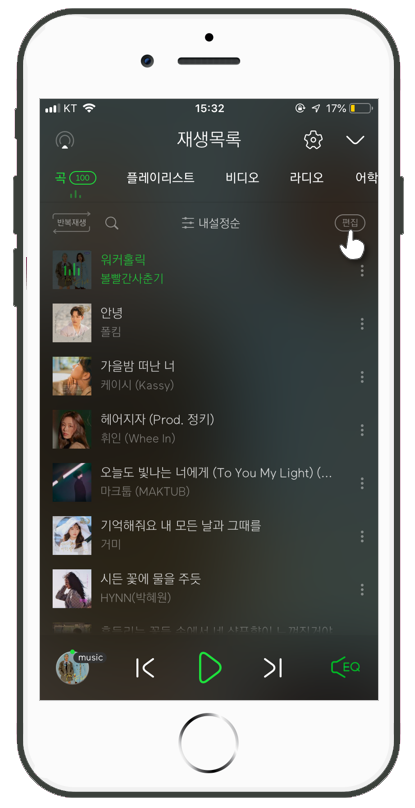 KT 15:32 17%
재생목록
곡 100 플레이리스트 비디오 라디오 어학
반복재생 내설정순 편집
워커홀릭
볼빨간사춘기
안녕
폴킴
가을밤 떠난 너
케이시 (Kassy)
헤어지자 (Prod. 정키)
휘인 (Whee In)
오늘도 빛나는 너에게 (To You My Light) (...
마크툽 (MAKTUB)
기억해줘요 내 모든 날과 그때를
거미
시든 꽃에 물을 주듯
HYNN(박혜원)
music EQ